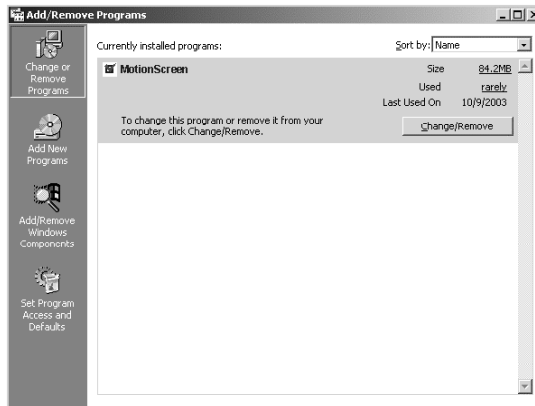 Add/Remove Programs
Change or
Remove
Programs
Add New
Programs
Add/Remove
Windows
Components
Set Program
Access and
Defaults
Currently installed programs:
Sort by: Name
MotionScreen
Size 84.2MB
Used rarely
Last Used On 10/9/2003
To change this program or remove it from your
computer, click Change/Remove.
Change/Remove